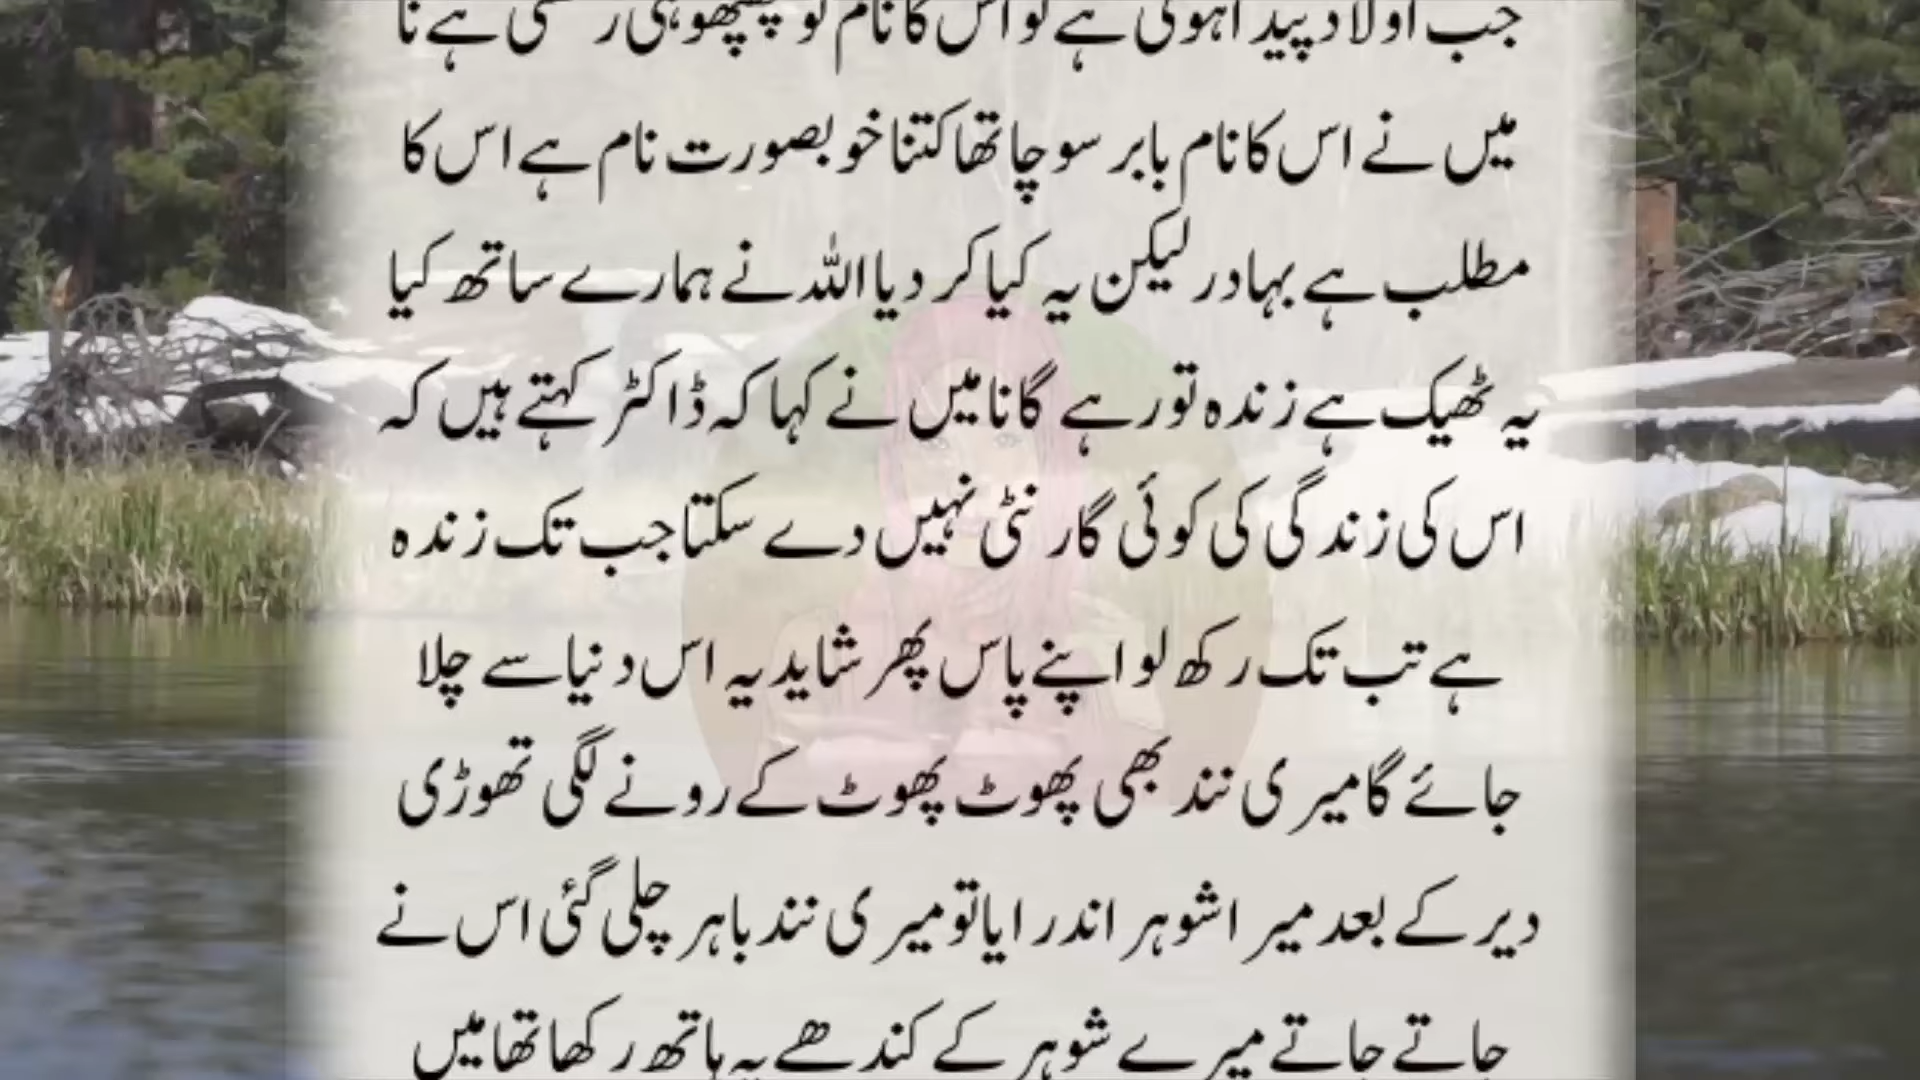 جب اولاد پیدا ہوتی ہے تو اس کا نام تو پھپھو ہی رکھتی ہے نا
میں نے اس کا نام بابر سوچا تھا کتنا خوبصورت نام ہے اس کا
مطلب ہے بہادر لیکن یہ کیا کر دیا اللہ نے ہمارے ساتھ کیا
یہ ٹھیک ہے زندہ تو رہے گا نا میں نے کہا کہ ڈاکٹر کہتے ہیں کہ
اس کی زندگی کی کوئی گارنٹی نہیں دے سکتا جب تک زندہ
ہے تب تک رکھ لو اپنے پاس پھر شاید یہ اس دنیا سے چلا
جائے گا میری نند بھی پھوٹ پھوٹ کے رونے لگی تھوڑی
دیر کے بعد میرا شوہر اندر ایا تو میری نند باہر چلی گئی اس نے
جاتے جاتے میرے شوہر کے کندھے پہ ہاتھ رکھا تھا میں